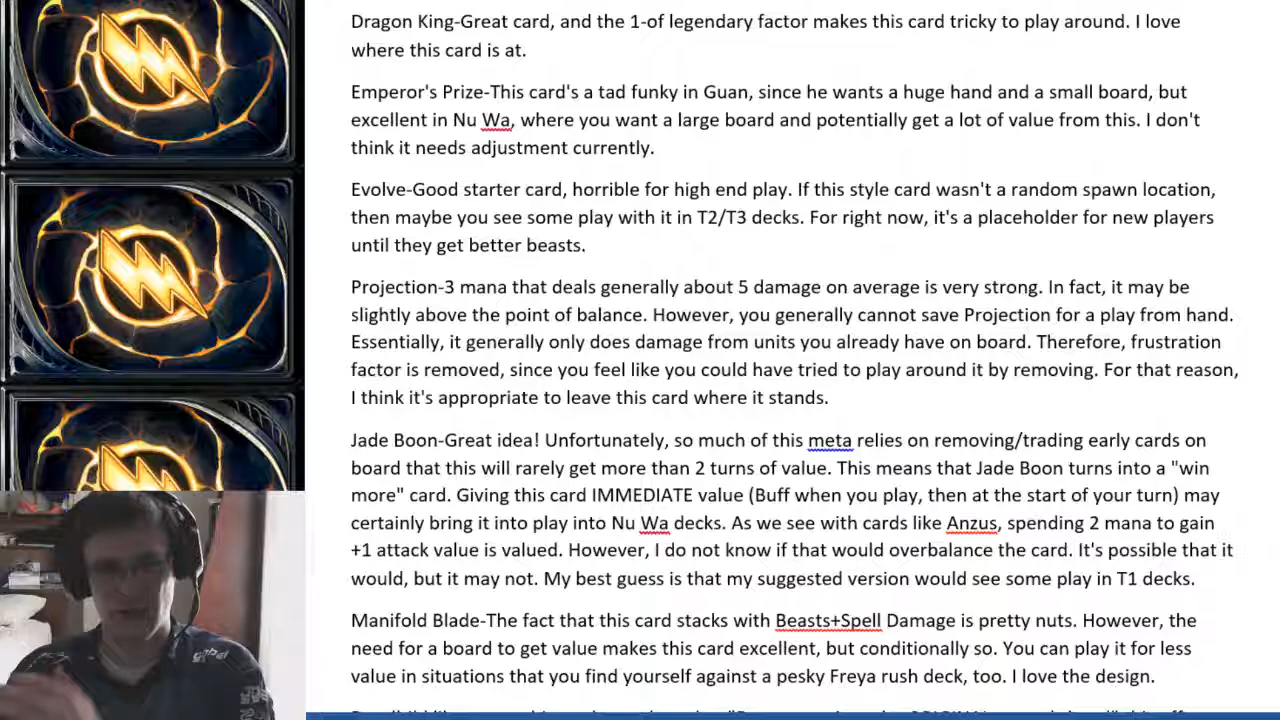 Dragon King-Great card, and the 1-of legendary factor makes this card tricky to play around. I love
where this card is at.
Emperor's Prize-This card's a tad funky in Guan, since he wants a huge hand and a small board, but
excellent in Nu Wa, where you want a large board and potentially get a lot of value from this. I don't
think it needs adjustment currently.
Evolve-Good starter card, horrible for high end play. If this style card wasn't a random spawn location,
then maybe you see some play with it in T2/T3 decks. For right now, it's a placeholder for new players
until they get better beasts.
Projection-3 mana that deals generally about 5 damage on average is very strong. In fact, it may be
slightly above the point of balance. However, you generally cannot save Projection for a play from hand.
Essentially, it generally only does damage from units you already have on board. Therefore, frustration
factor is removed, since you feel like you could have tried to play around it by removing. For that reason,
I think it's appropriate to leave this card where it stands.
Jade Boon-Great idea! Unfortunately, so much of this meta relies on removing/trading early cards on
board that this will rarely get more than 2 turns of value. This means that Jade Boon turns into a "win
more" card. Giving this card IMMEDIATE value (Buff when you play, then at the start of your turn) may
certainly bring it into play into Nu Wa decks. As we see with cards like Anzus, spending 2 mana to gain
+1 attack value is valued. However, I do not know if that would overbalance the card. It's possible that it
would, but it may not. My best guess is that my suggested version would see some play in T1 decks.
Manifold Blade-The fact that this card stacks with Beasts+Spell Damage is pretty nuts. However, the
need for a board to get value makes this card excellent, but conditionally so. You can play it for less
value in situations that you find yourself against a pesky Freya rush deck, too. I love the design.